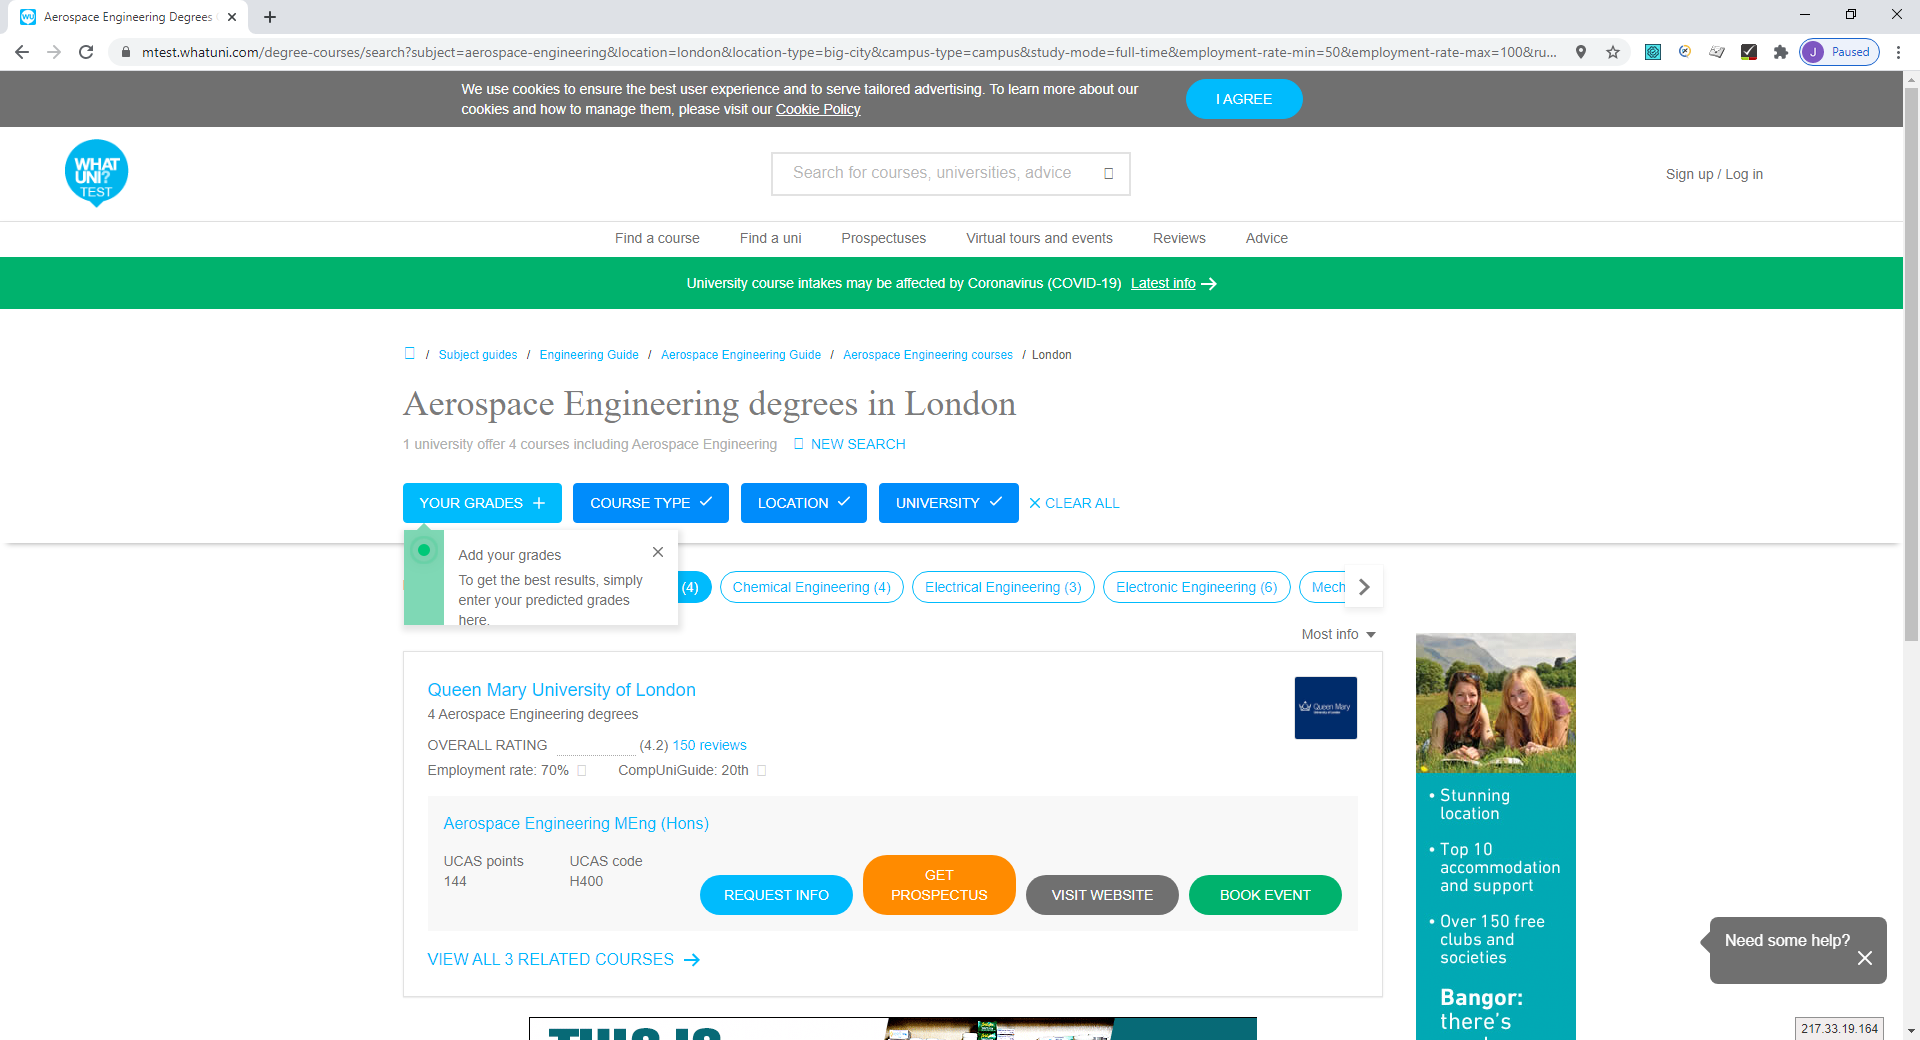 Aerospace Engineering Degrees
mtest.whatuni.com/degree-courses/search?subject=aerospace-engineering&location=london&location-type=big-city&campus-type=campus&study-mode=full-time&employment-rate-min=50&employment-rate-max=100&ru...
J Paused
We use cookies to ensure the best user experience and to serve tailored advertising. To learn more about our
cookies and how to manage them, please visit our Cookie Policy
I AGREE
WHAT
UNI?
TEST
Search for courses, universities, advice
Sign up / Log in
Find a course Find a uni Prospectuses Virtual tours and events Reviews Advice
University course intakes may be affected by Coronavirus (COVID-19) Latest info
/ Subject guides / Engineering Guide / Aerospace Engineering Guide / Aerospace Engineering courses / London
Aerospace Engineering degrees in London
1 university offer 4 courses including Aerospace Engineering NEW SEARCH
YOUR GRADES COURSE TYPE LOCATION UNIVERSITY CLEAR ALL
Add your grades
To get the best results, simply
enter your predicted grades
here.
(4) Chemical Engineering (4) Electrical Engineering (3) Electronic Engineering (6) Mech
Most info
Queen Mary University of London
4 Aerospace Engineering degrees
OVERALL RATING (4.2) 150 reviews
Employment rate: 70% CompUniGuide: 20th
Queen Mary
University of London
Aerospace Engineering MEng (Hons)
UCAS points UCAS code
144 H400
REQUEST INFO
GET
PROSPECTUS
VISIT WEBSITE
BOOK EVENT
VIEW ALL 3 RELATED COURSES
• Stunning
location
• Top 10
accommodation
and support
• Over 150 free
clubs and
societies
Bangor:
there's
Need some help?
THIS IS
217.33.19.164